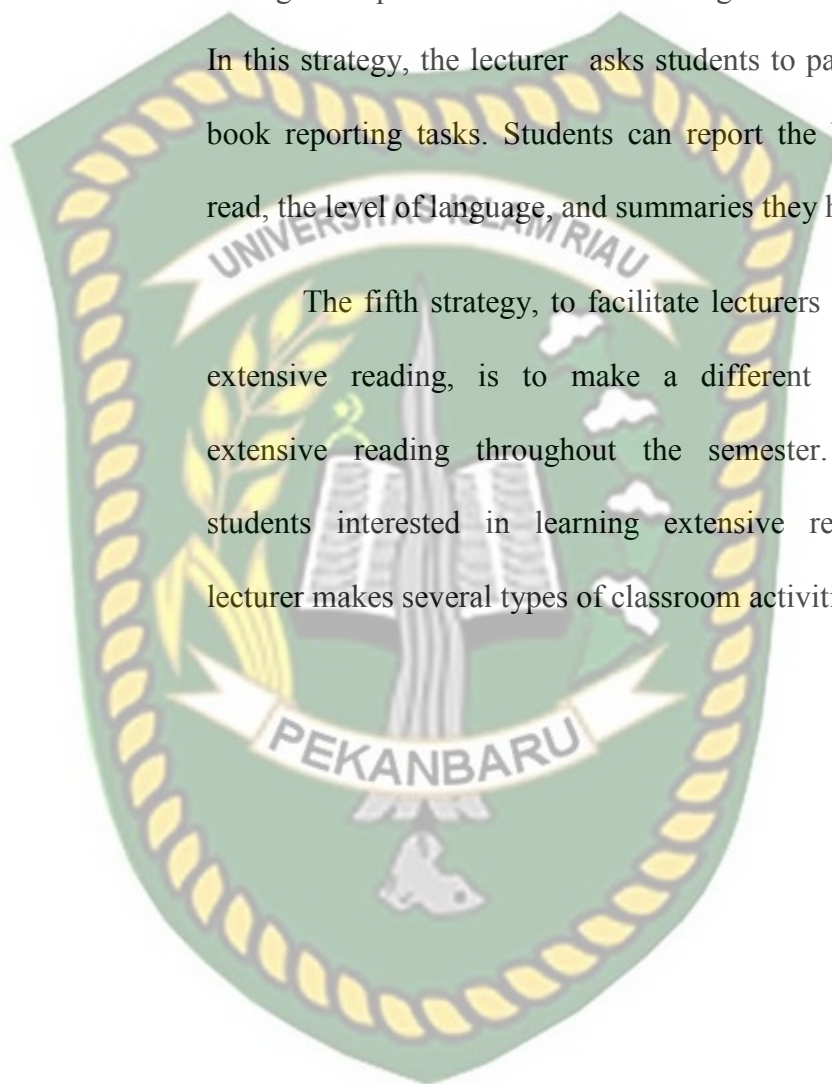 In this strategy, the lecturer asks students to pa
book reporting tasks. Students can report the
read, the level of language, and summaries they h
UNIVERSITAS ISLAM RIAU
The fifth strategy, to facilitate lecturers
extensive reading, is to make a different
extensive reading throughout the semester.
students interested in learning extensive re
lecturer makes several types of classroom activiti
PEKANBARU